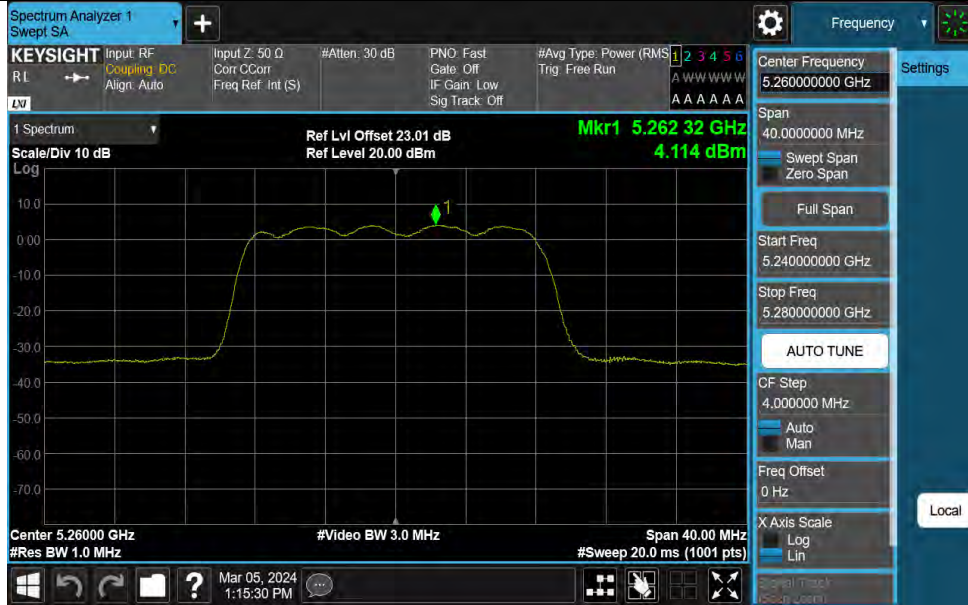 Spectrum Analyzer 1
Swept SA
Frequency
KEYSIGHT
RL
LXI
Input: RF
Coupling: DC
Align: Auto
Input Z: 50 Ω
Corr CCorr
Freq Ref: Int (S)
#Atten: 30 dB
PNO: Fast
Gate: Off
IF Gain: Low
Sig Track: Off
#Avg Type: Power (RMS
Trig: Free Run
1 2 3 4 5 6
A W W W W W
A A A A A A
1 Spectrum
Scale/Div 10 dB
Log
Ref Lvl Offset 23.01 dB
Ref Level 20.00 dBm
Mkr1 5.262 32 GHz
4.114 dBm
1
10.0
0.00
-10.0
-20.0
-30.0
-40.0
-50.0
-60.0
-70.0
Center 5.26000 GHz
#Res BW 1.0 MHz
#Video BW 3.0 MHz
Span 40.00 MHz
#Sweep 20.0 ms (1001 pts)
Mar 05, 2024
1:15:30 PM
Center Frequency
5.260000000 GHz
Span
40.0000000 MHz
Swept Span
Zero Span
Full Span
Start Freq
5.240000000 GHz
Stop Freq
5.280000000 GHz
AUTO TUNE
CF Step
4.000000 MHz
Auto
Man
Freq Offset
0 Hz
X Axis Scale
Log
Lin
Signal Track
(Span Zoom)
Settings
Local